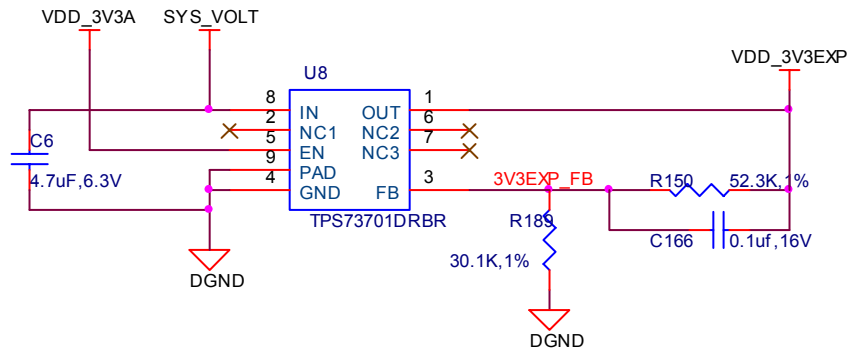 VDD_3V3A
SYS_VOLT
VDD_3V3EXP
U8
8
IN
OUT
1
2
NC1
NC2
6
5
EN
NC3
7
9
PAD
4
GND
FB
3
C6
4.7uF,6.3V
TPS73701DRBR
3V3EXP_FB
R150
52.3K,1%
R189
30.1K,1%
C166
0.1uf,16V
DGND
DGND